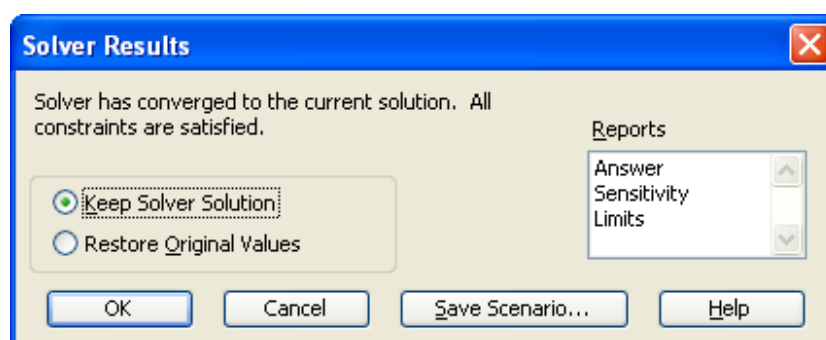 Solver Results
Solver has converged to the current solution. All
constraints are satisfied.
Reports
Answer
Sensitivity
Limits
Keep Solver Solution
Restore Original Values
OK
Cancel
Save Scenario...
Help